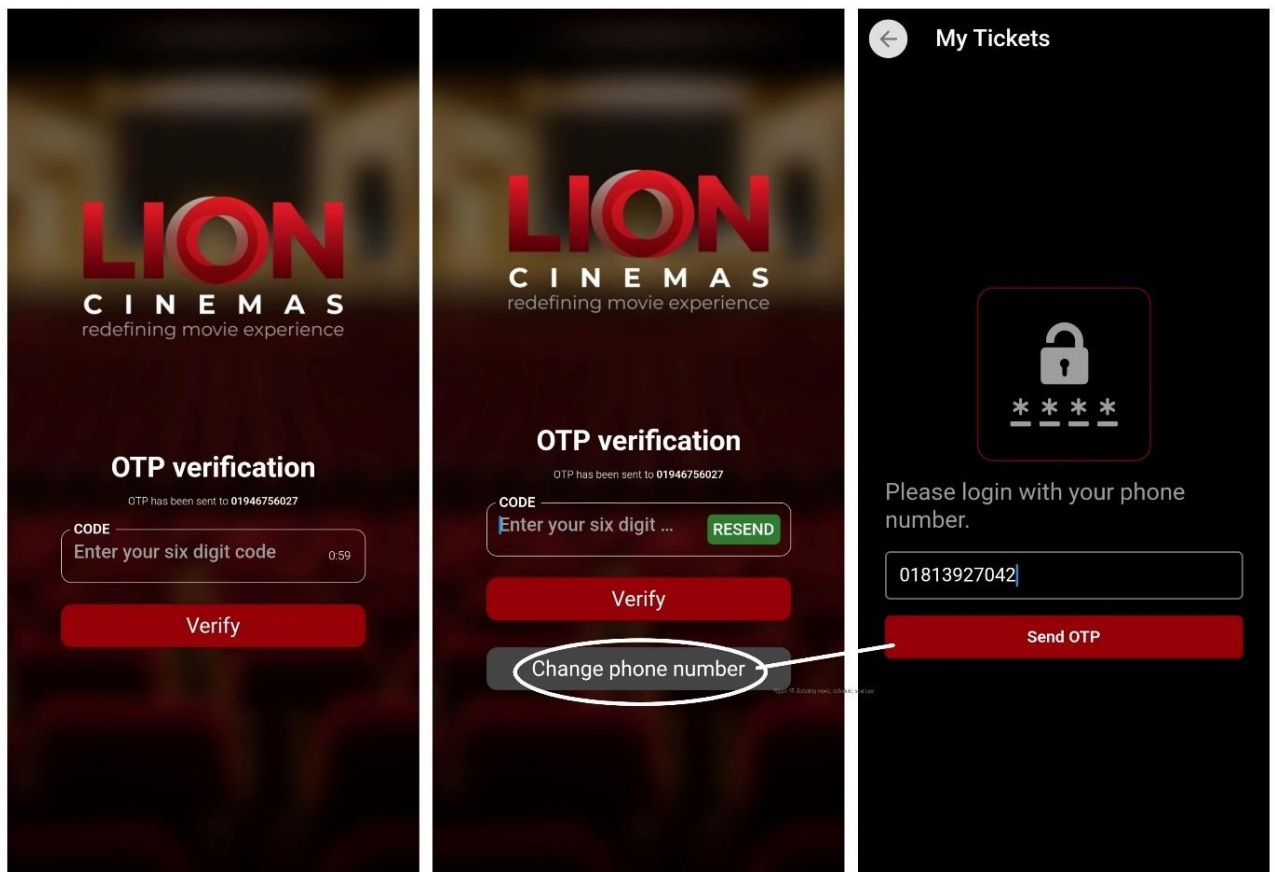 LION
CINEMAS
redefining movie experience
OTP verification
OTP has been sent to 01946756027
CODE
Enter your six digit code 0:59
Verify
LION
CINEMAS
redefining movie experience
OTP verification
OTP has been sent to 01946756027
CODE
Enter your six digit ... RESEND
Verify
Change phone number
My Tickets
* * * *
Please login with your phone
number.
01813927042
Send OTP